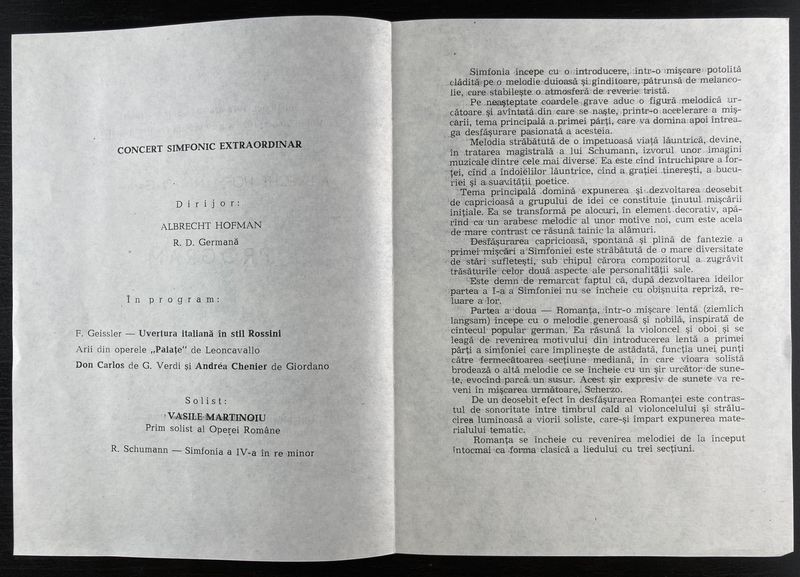 CONCERT SIMFONIC EXTRAORDINAR
Dirijor:
ALBRECHT HOFMAN
R. D. Germană
În program:
F. Geissler — Uvertura italiană în stil Rossini
Arii din operele „Paiațe" de Leoncavallo
Don Carlos de G. Verdi și Andréa Chenier de Giordano
Solist:
VASILE MARTINOIU
Prim solist al Operei Române
R. Schumann — Simfonia a IV-a în re minor
Simfonia începe cu o introducere, într-o mișcare potolită
clădită pe o melodie duioasă și gînditoare, pătrunsă de melanco-
lie, care stabilește o atmosferă de reverie tristă.
Pe neașteptate coardele grave aduc o figură melodică ur-
cătoare și avîntată din care se naște, printr-o accelerare a miș-
cării, tema principală a primei părți, care va domina apoi întrea-
ga desfășurare pasionată a acesteia.
Melodia străbătută de o impetuoasă viață lăuntrică, devine,
în tratarea magistrală a lui Schumann, izvorul unor imagini
muzicale dintre cele mai diverse. Ea este cînd întruchipare a for-
ței, cînd a îndoielilor lăuntrice, cînd a grației tinerești, a bucu-
riei și a suavității poetice.
Tema principală domină expunerea și dezvoltarea deosebit
de capricioasă a grupului de idei ce constituie ținutul mișcării
inițiale. Ea se transformă pe alocuri, în element decorativ, apă-
rînd ca un arabesc melodic al unor motive noi, cum este acela
de mare contrast ce răsună tainic la alămuri.
Desfășurarea capricioasă, spontană și plină de fantezie a
primei mișcări a Simfoniei este străbătută de o mare diversitate
de stări sufletești, sub chipul cărora compozitorul a zugrăvit
trăsăturile celor două aspecte ale personalității sale.
Este demn de remarcat faptul că, după dezvoltarea ideilor
partea a I-a a Simfoniei nu se încheie cu obișnuita repriză, re-
luare a lor.
Partea a doua — Romanța, într-o mișcare lentă (ziemlich
langsam) începe cu o melodie generoasă și nobilă, inspirată de
cîntecul popular german. Ea răsună la violoncel și oboi și se
leagă de revenirea motivului din introducerea lentă a primei
părți a simfoniei care împlinește de astădată, funcția unei punți
către fermecătoarea secțiune mediană, în care vioara solistă
brodează o altă melodie ce se încheie cu un șir urcător de sune-
te, evocînd parcă un susur. Acest șir expresiv de sunete va re-
veni în mișcarea următoare, Scherzo.
De un deosebit efect în desfășurarea Romanței este contras-
tul de sonoritate între timbrul cald al violoncelului și strălu-
cirea luminoasă a viorii soliste, care-și împart expunerea mate-
rialului tematic.
Romanța se încheie cu revenirea melodiei de la început
întocmai ca forma clasică a liedului cu trei secțiuni.